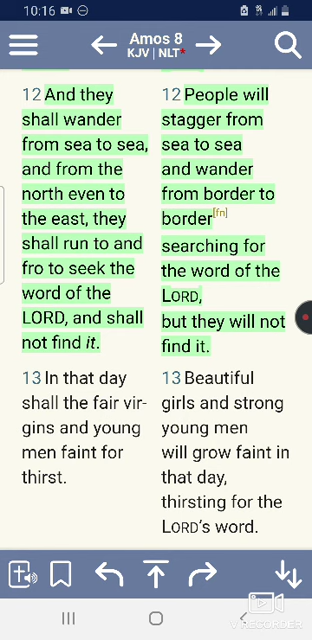 10:16
Amos 8
KJV | NLT*
12 And they
shall wander
from sea to sea,
and from the
north even to
the east, they
shall run to and
fro to seek the
word of the
LORD, and shall
not find it.
13 In that day
shall the fair vir-
gins and young
men faint for
thirst.
12 People will
stagger from
sea to sea
and wander
from border to
border[fn]
searching for
the word of the
LORD,
but they will not
find it.
13 Beautiful
girls and strong
young men
will grow faint in
that day,
thirsting for the
LORD's word.
V RECORDER